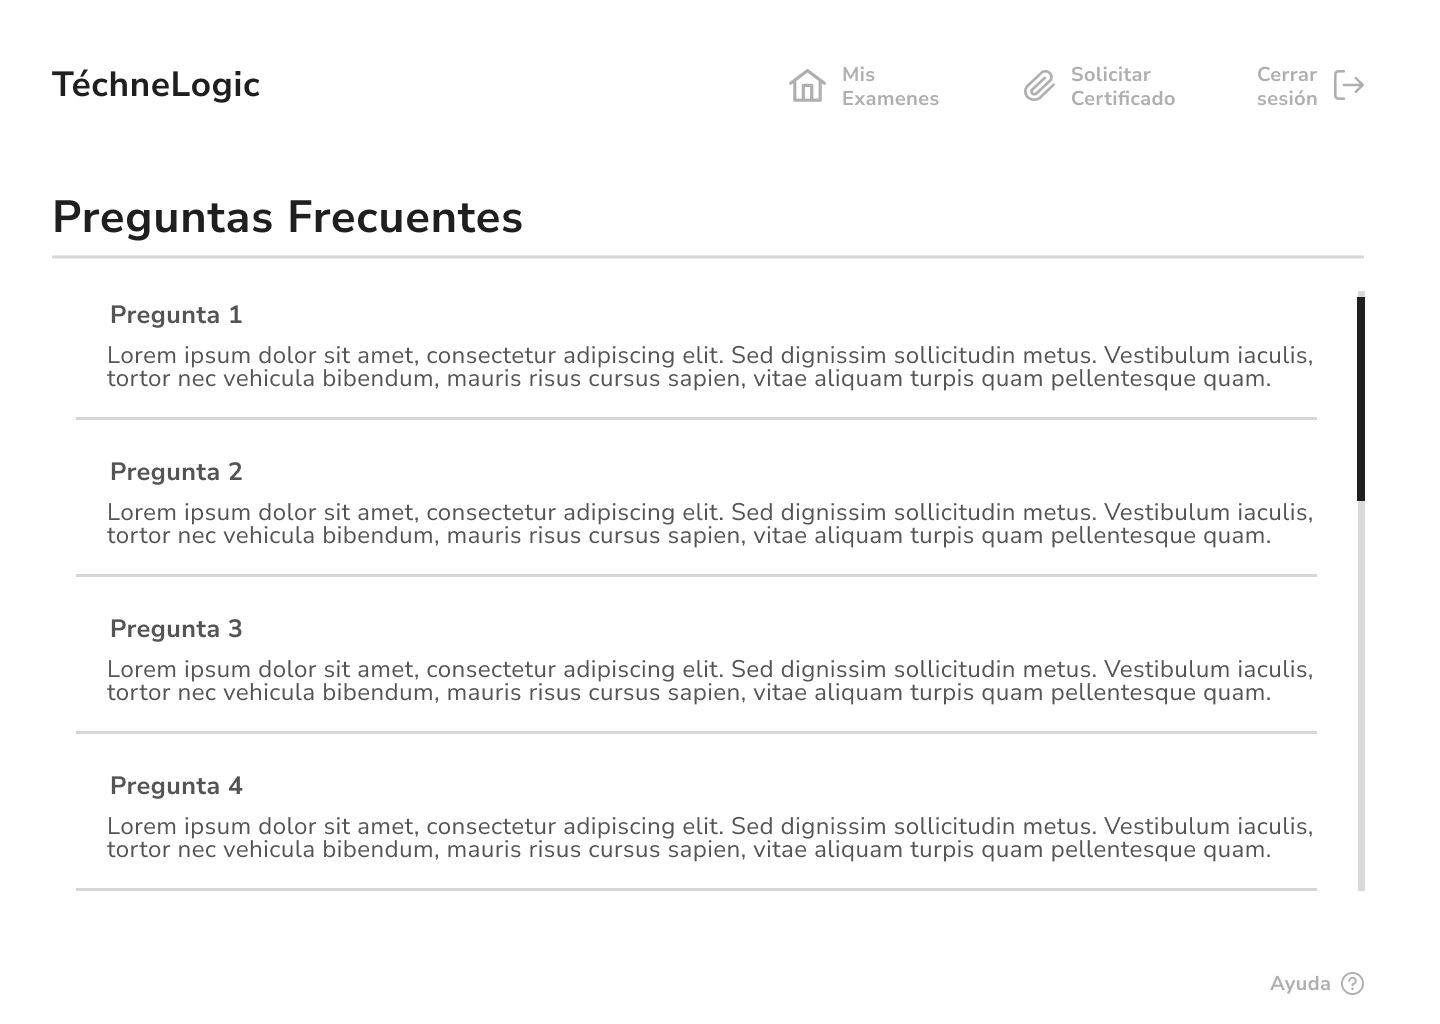 TéchneLogic
Mis
Examenes
Solicitar
Certificado
Cerrar
sesión
Preguntas Frecuentes
Pregunta 1
Lorem ipsum dolor sit amet, consectetur adipiscing elit. Sed dignissim sollicitudin metus. Vestibulum iaculis,
tortor nec vehicula bibendum, mauris risus cursus sapien, vitae aliquam turpis quam pellentesque quam.
Pregunta 2
Lorem ipsum dolor sit amet, consectetur adipiscing elit. Sed dignissim sollicitudin metus. Vestibulum iaculis,
tortor nec vehicula bibendum, mauris risus cursus sapien, vitae aliquam turpis quam pellentesque quam.
Pregunta 3
Lorem ipsum dolor sit amet, consectetur adipiscing elit. Sed dignissim sollicitudin metus. Vestibulum iaculis,
tortor nec vehicula bibendum, mauris risus cursus sapien, vitae aliquam turpis quam pellentesque quam.
Pregunta 4
Lorem ipsum dolor sit amet, consectetur adipiscing elit. Sed dignissim sollicitudin metus. Vestibulum iaculis,
tortor nec vehicula bibendum, mauris risus cursus sapien, vitae aliquam turpis quam pellentesque quam.
Ayuda